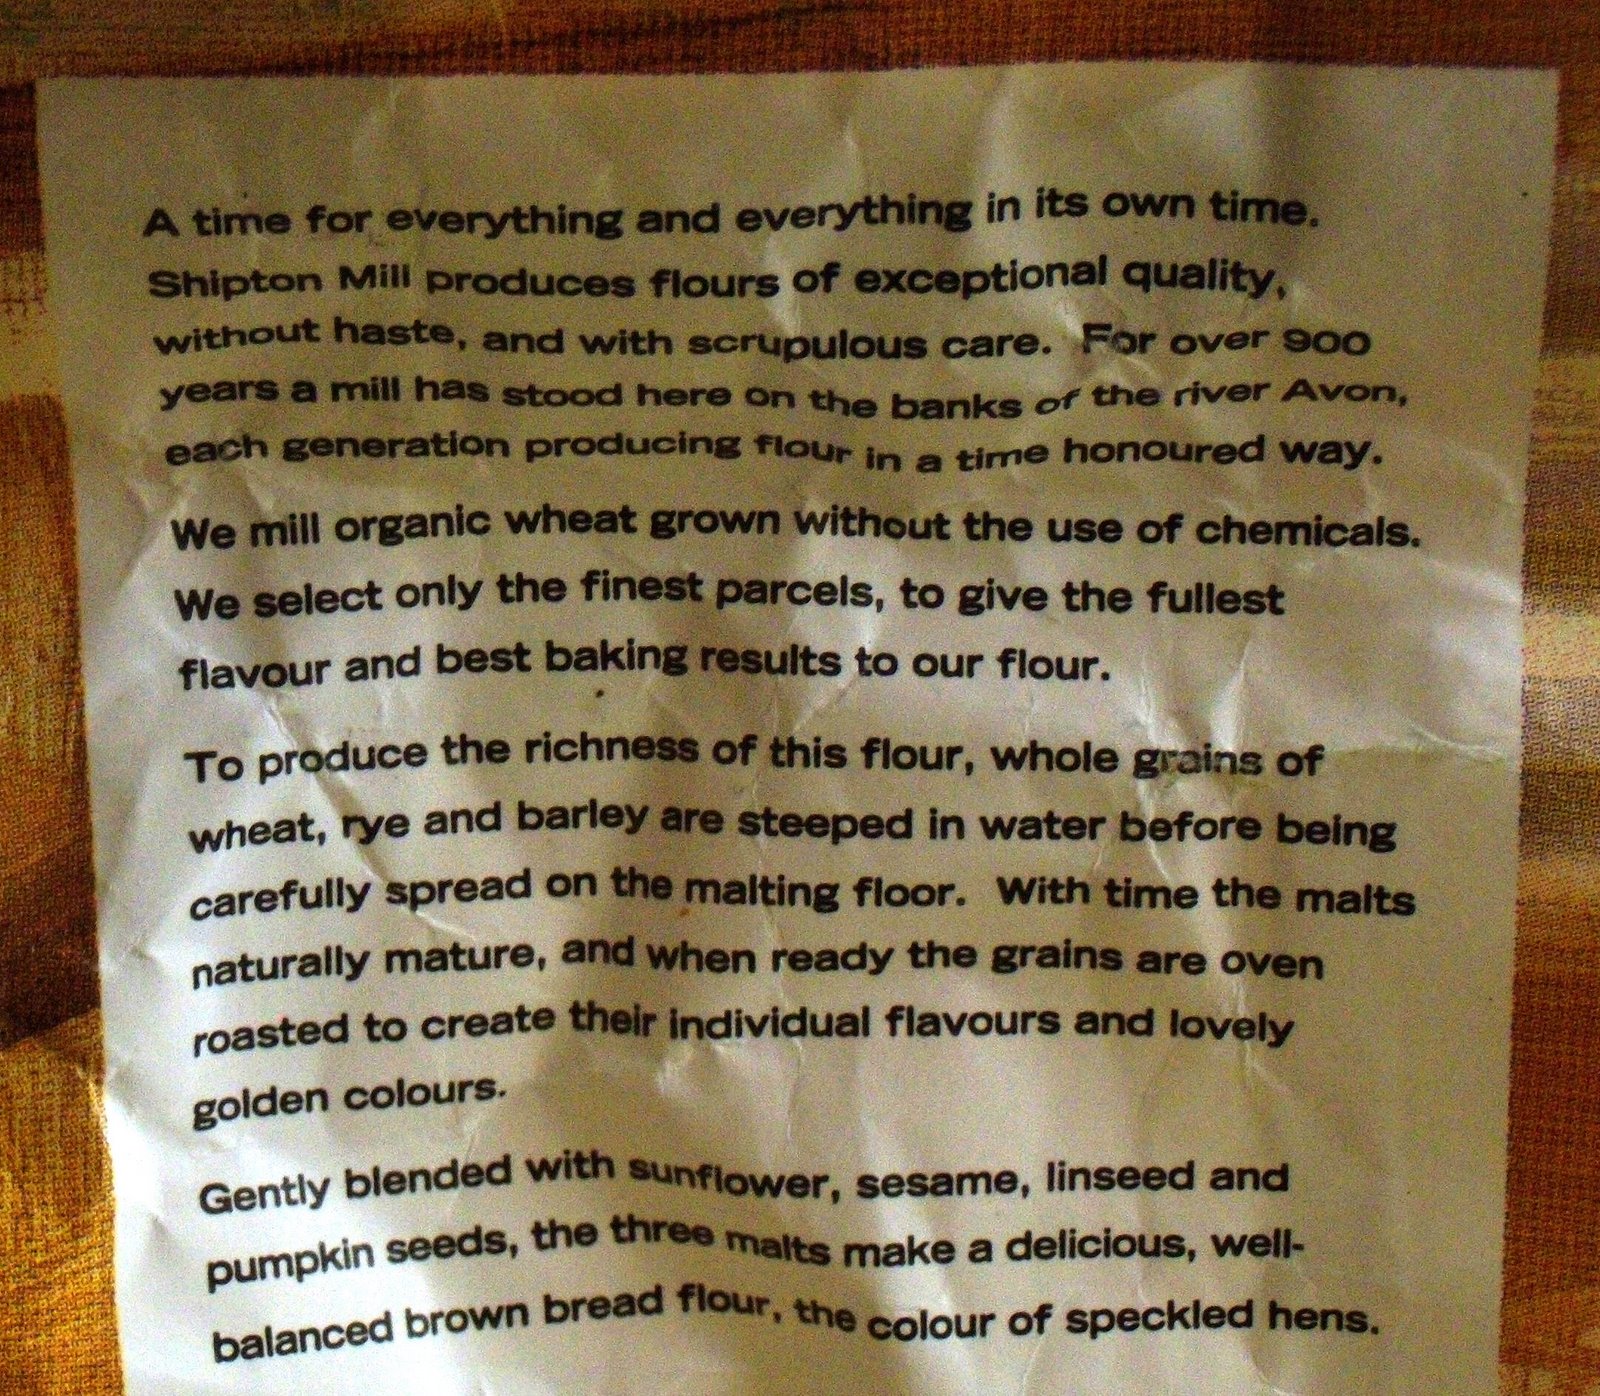 A time for everything and everything in its own time.
Shipton Mill produces flours of exceptional quality,
without haste, and with scrupulous care. For over 900
years a mill has stood here on the banks of the river Avon,
each generation producing flour in a time honoured way.
We mill organic wheat grown without the use of chemicals.
We select only the finest parcels, to give the fullest
flavour and best baking results to our flour.
To produce the richness of this flour, whole grains of
wheat, rye and barley are steeped in water before being
carefully spread on the malting floor. With time the malts
naturally mature, and when ready the grains are oven
roasted to create their individual flavours and lovely
golden colours.
Gently blended with sunflower, sesame, linseed and
pumpkin seeds, the three malts make a delicious, well-
balanced brown bread flour, the colour of speckled hens.